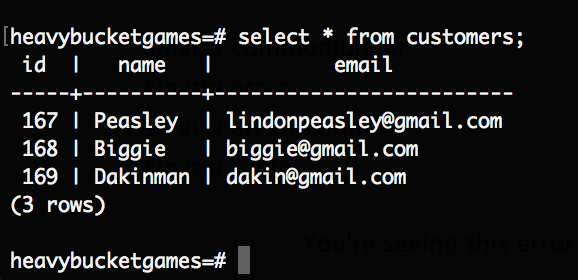 [heavybucketgames=# select * from customers;
 id  |   name   |          email
-----+----------+-------------------------
 167 | Peasley  | lindonpeasley@gmail.com
 168 | Biggie   | biggie@gmail.com
 169 | Dakinman | dakin@gmail.com
(3 rows)
You're seeing this error
heavybucketgames=#